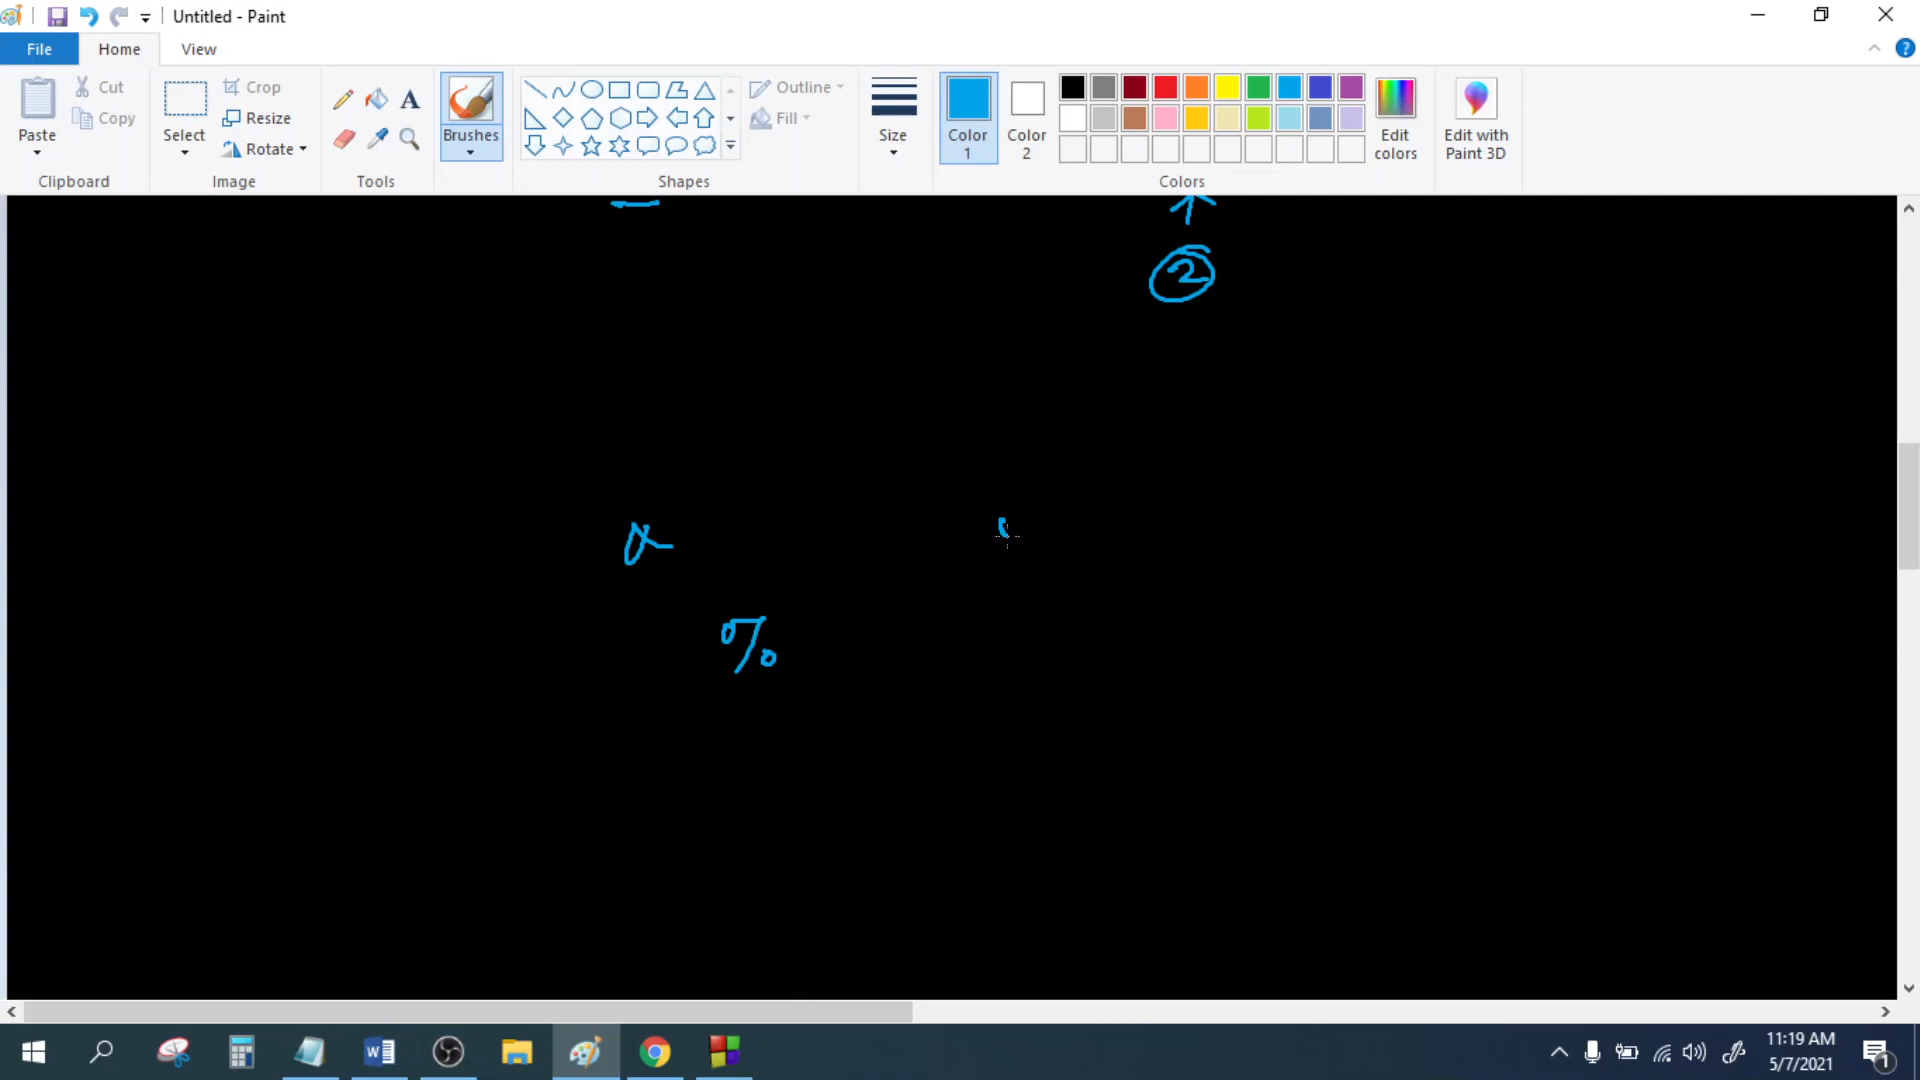 Untitled - Paint
File Home View
Paste Cut Copy Clipboard
Select Crop Resize Rotate Image
Tools
Brushes
Shapes Outline Fill
Size
Color 1 Color 2
Edit colors
Edit with Paint 3D
Colors
2
%
11:19 AM
5/7/2021
1